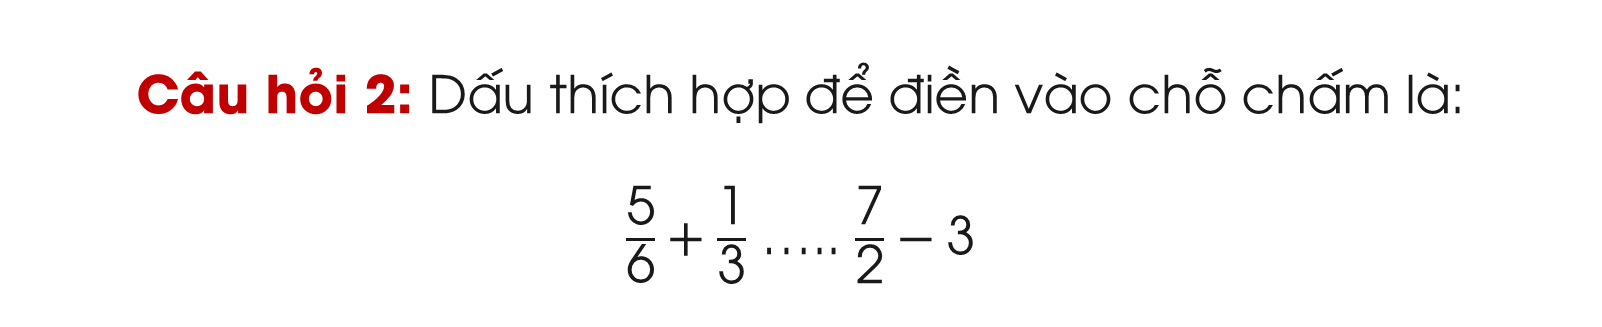 Câu hỏi 2: Dấu thích hợp để điền vào chỗ chấm là:
5/6 + 1/3 ..... 7/2 − 3